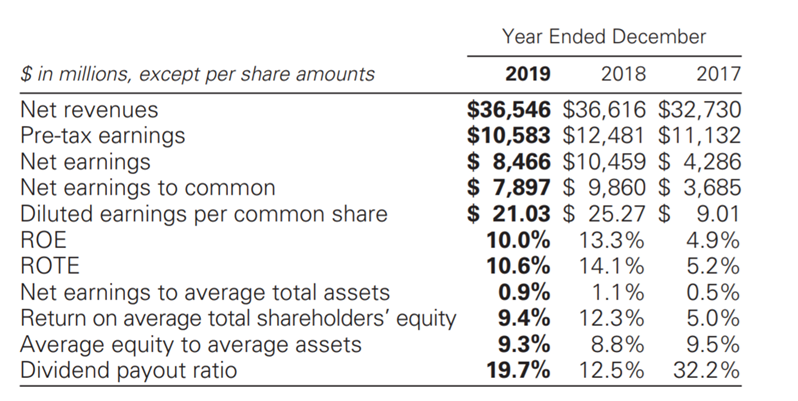 Year Ended December
$ in millions, except per share amounts 2019 2018 2017
Net revenues $36,546 $36,616 $32,730
Pre-tax earnings $10,583 $12,481 $11,132
Net earnings $ 8,466 $10,459 $ 4,286
Net earnings to common $ 7,897 $ 9,860 $ 3,685
Diluted earnings per common share $ 21.03 $ 25.27 $ 9.01
ROE 10.0% 13.3% 4.9%
ROTE 10.6% 14.1% 5.2%
Net earnings to average total assets 0.9% 1.1% 0.5%
Return on average total shareholders’ equity 9.4% 12.3% 5.0%
Average equity to average assets 9.3% 8.8% 9.5%
Dividend payout ratio 19.7% 12.5% 32.2%